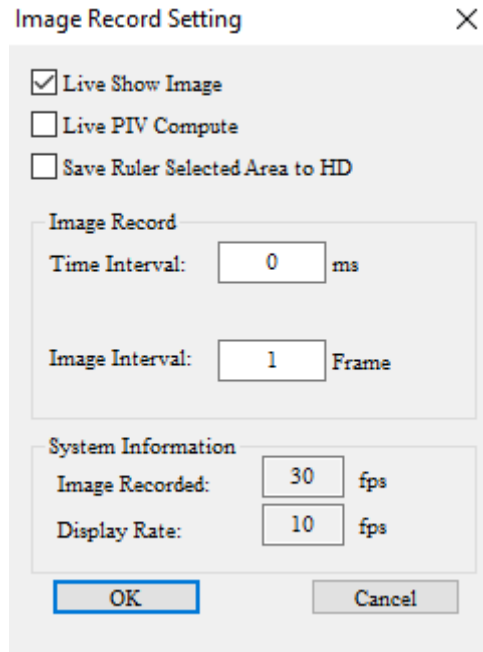 Image Record Setting
Live Show Image
Live PIV Compute
Save Ruler Selected Area to HD
Image Record
Time Interval: 0 ms
Image Interval: 1 Frame
System Information
Image Recorded: 30 fps
Display Rate: 10 fps
OK Cancel